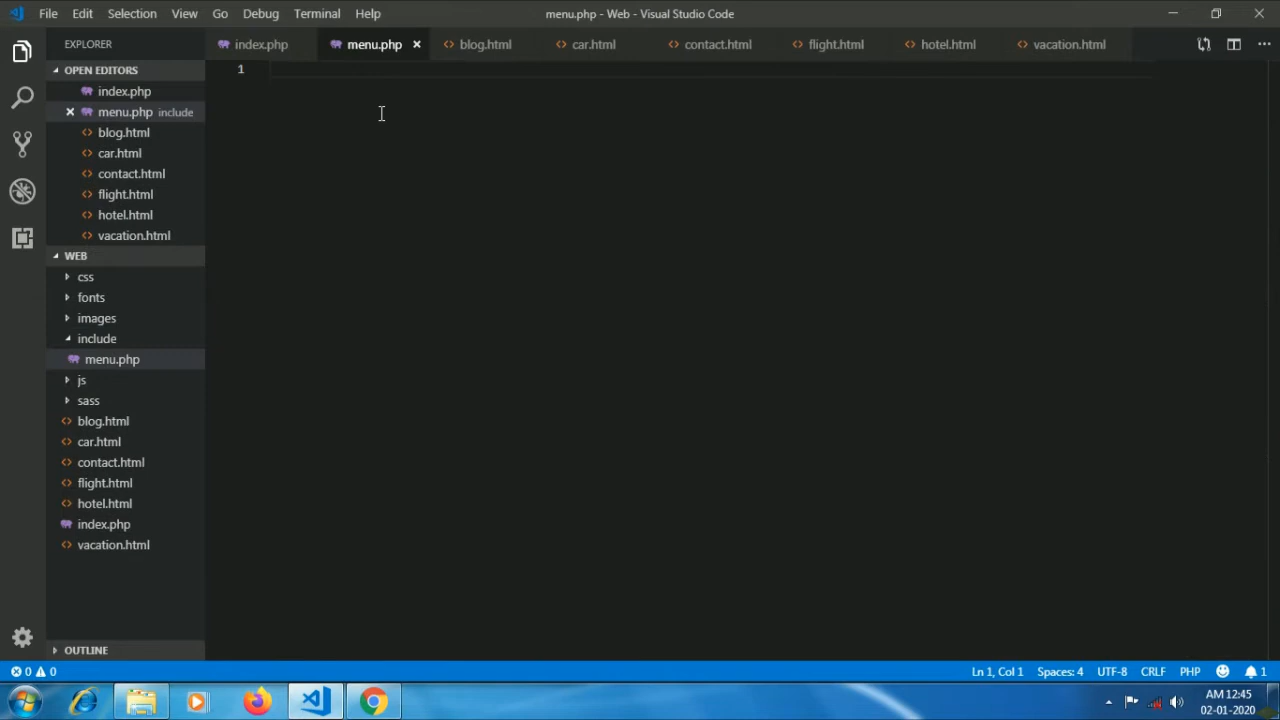 File Edit Selection View Go Debug Terminal Help
menu.php - Web - Visual Studio Code
EXPLORER
index.php
menu.php
blog.html
car.html
contact.html
flight.html
hotel.html
vacation.html
OPEN EDITORS
index.php
menu.php include
blog.html
car.html
contact.html
flight.html
hotel.html
vacation.html
1
WEB
css
fonts
images
include
menu.php
js
sass
blog.html
car.html
contact.html
flight.html
hotel.html
index.php
vacation.html
OUTLINE
0 0
Ln 1, Col 1 Spaces: 4 UTF-8 CRLF PHP 1
AM 12:45
02-01-2020